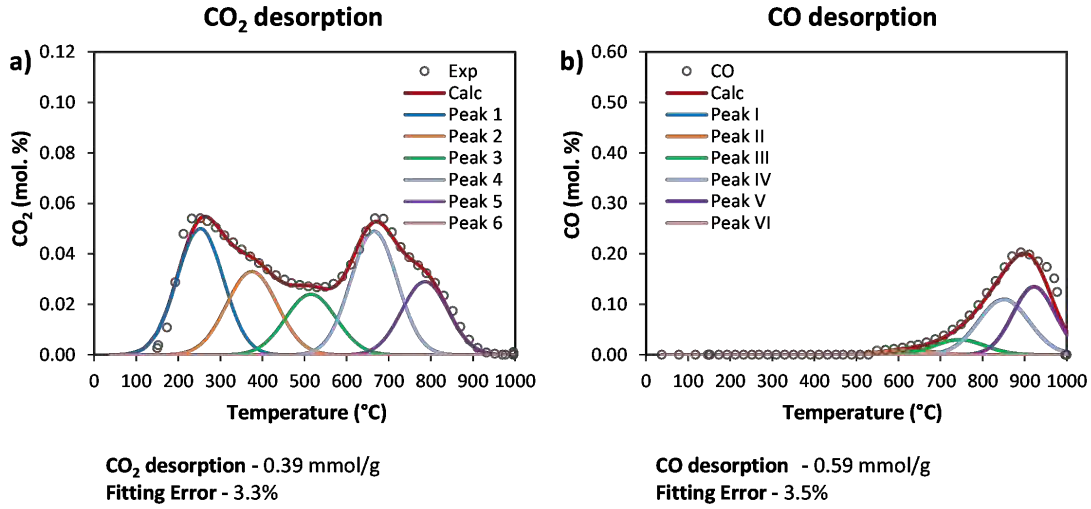 CO₂ desorption
CO desorption
a)
0.12
0.10
0.08
0.06
0.04
0.02
0.00
CO₂ (mol. %)
Exp
Calc
Peak 1
Peak 2
Peak 3
Peak 4
Peak 5
Peak 6
0 100 200 300 400 500 600 700 800 900 1000
Temperature (°C)
CO₂ desorption - 0.39 mmol/g
Fitting Error - 3.3%
b)
0.60
0.50
0.40
0.30
0.20
0.10
0.00
CO (mol. %)
CO
Calc
Peak I
Peak II
Peak III
Peak IV
Peak V
Peak VI
0 100 200 300 400 500 600 700 800 900 1000
Temperature (°C)
CO desorption - 0.59 mmol/g
Fitting Error - 3.5%